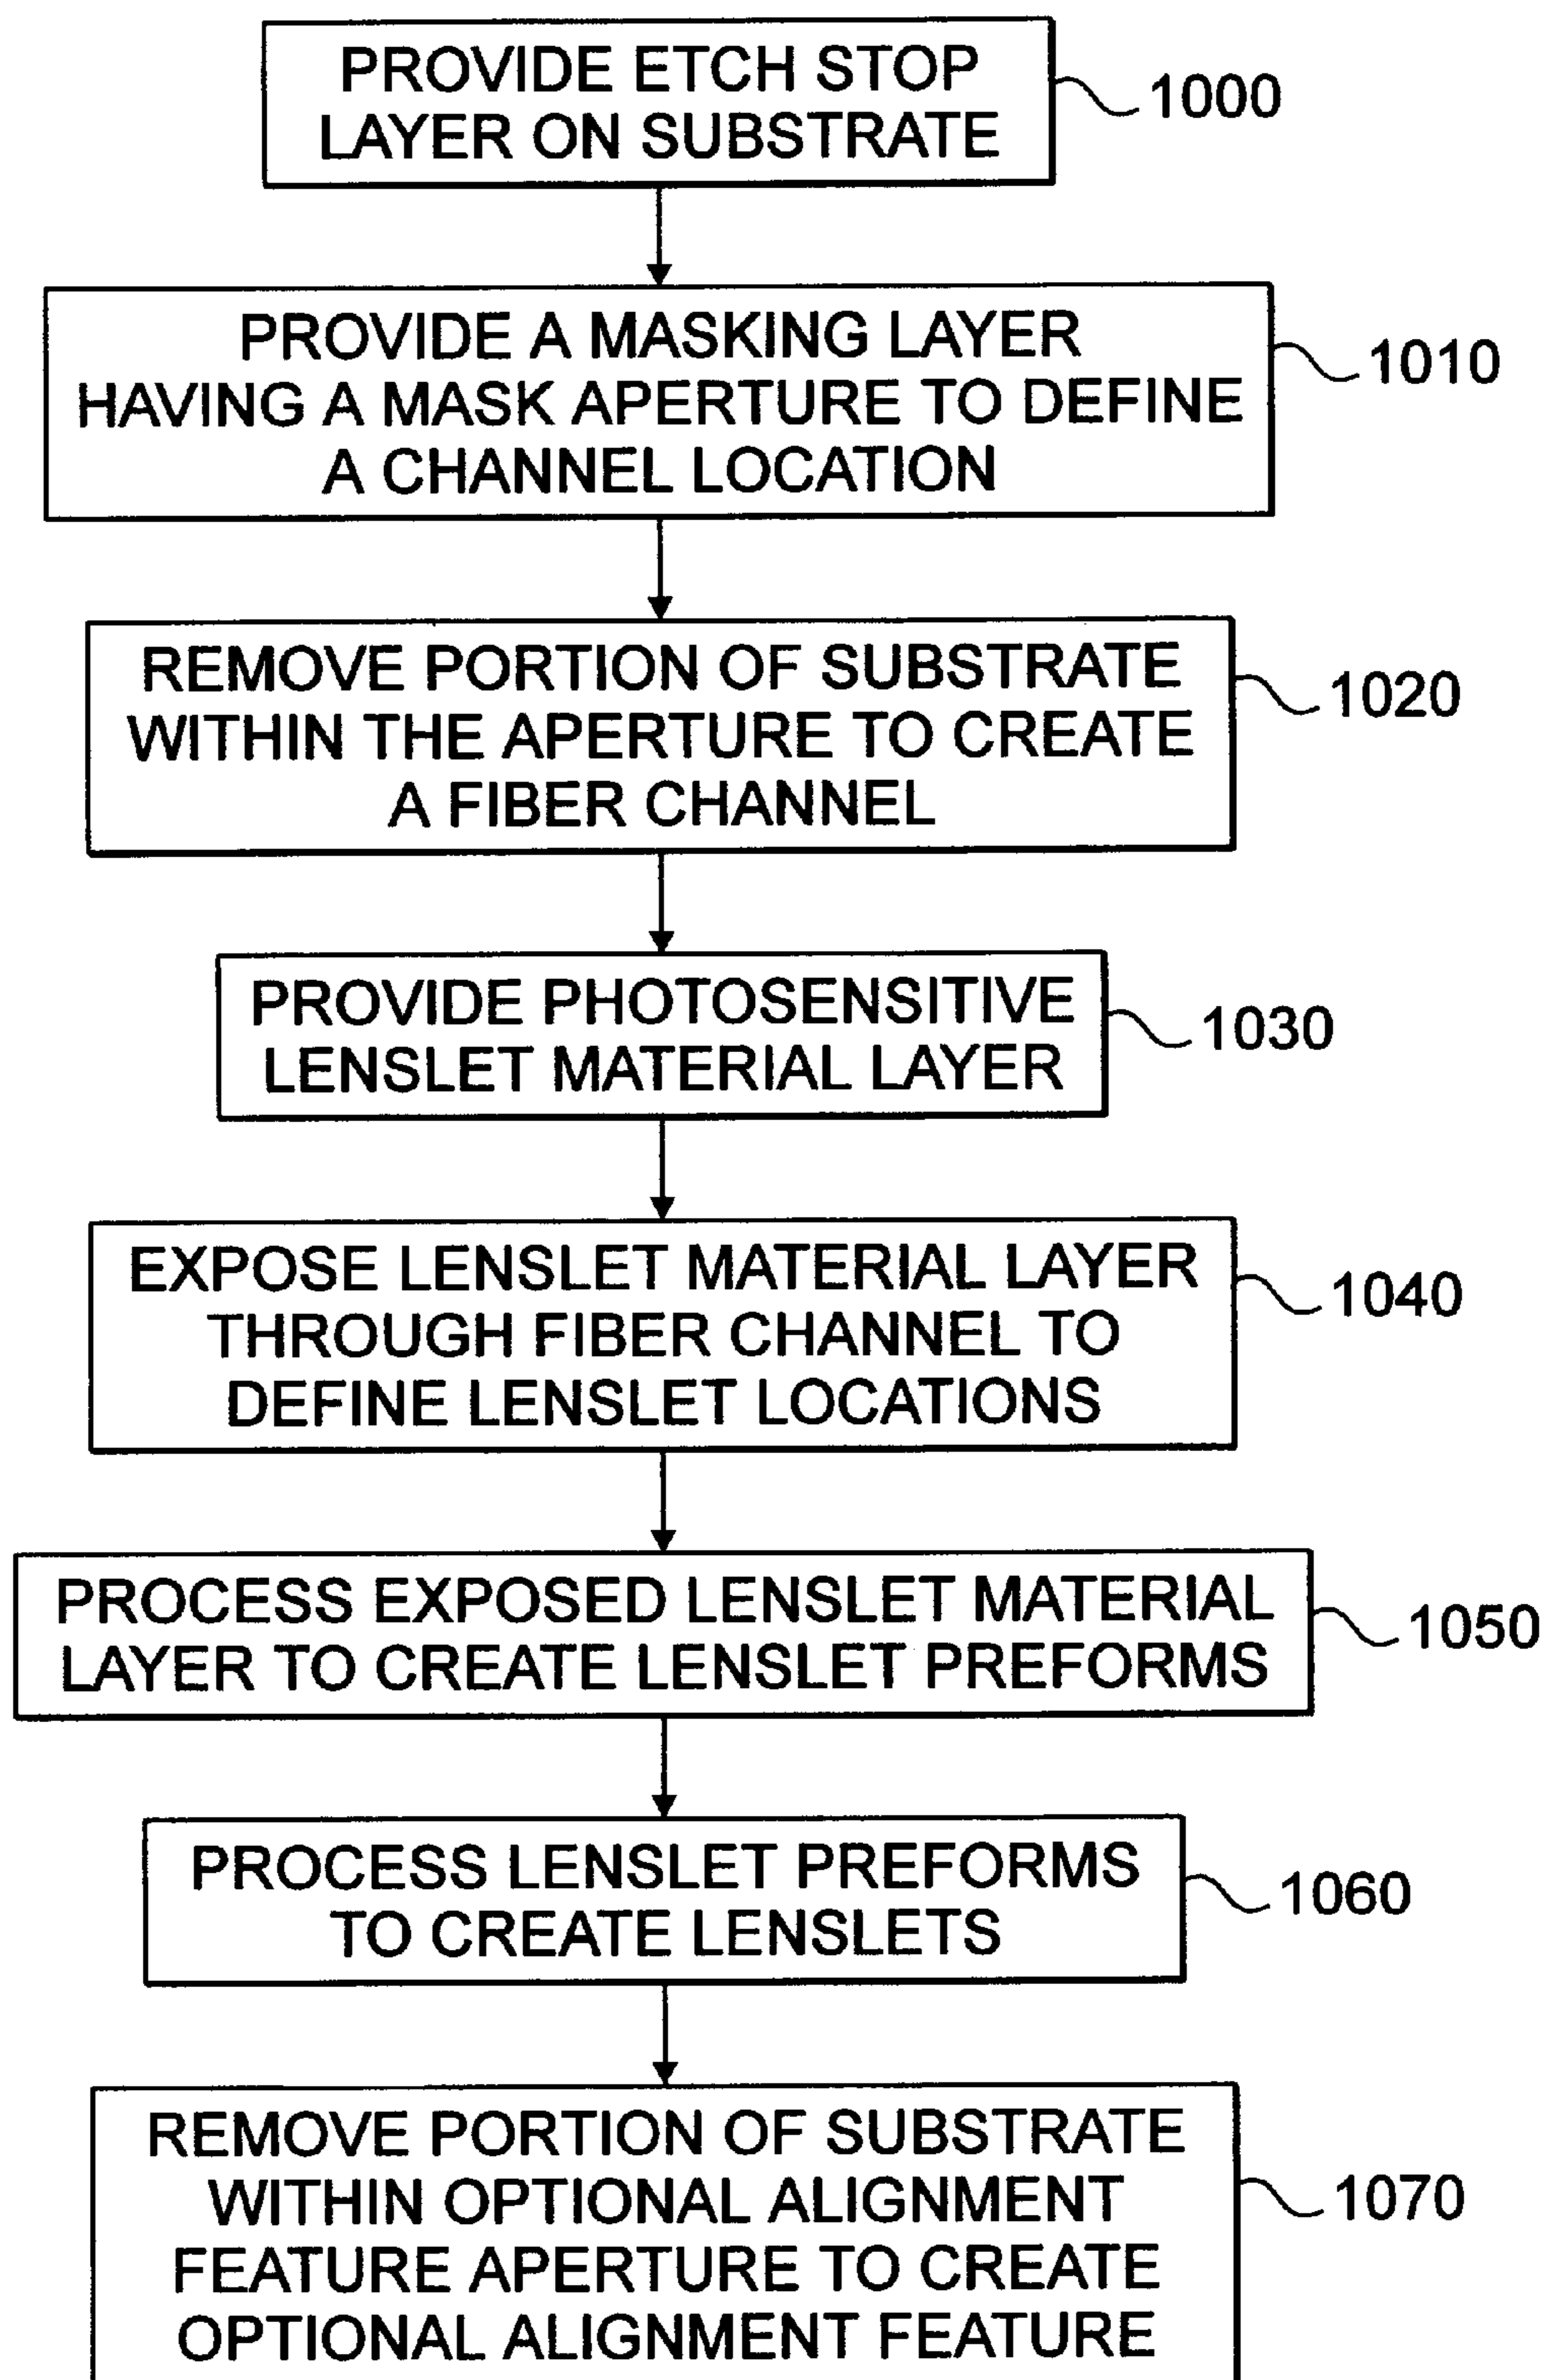 PROVIDE ETCH STOP
LAYER ON SUBSTRATE
1000
PROVIDE A MASKING LAYER
HAVING A MASK APERTURE TO DEFINE
A CHANNEL LOCATION
1010
REMOVE PORTION OF SUBSTRATE
WITHIN THE APERTURE TO CREATE
A FIBER CHANNEL
1020
PROVIDE PHOTOSENSITIVE
LENSLET MATERIAL LAYER
1030
EXPOSE LENSLET MATERIAL LAYER
THROUGH FIBER CHANNEL TO
DEFINE LENSLET LOCATIONS
1040
PROCESS EXPOSED LENSLET MATERIAL
LAYER TO CREATE LENSLET PREFORMS
1050
PROCESS LENSLET PREFORMS
TO CREATE LENSLETS
1060
REMOVE PORTION OF SUBSTRATE
WITHIN OPTIONAL ALIGNMENT
FEATURE APERTURE TO CREATE
OPTIONAL ALIGNMENT FEATURE
1070